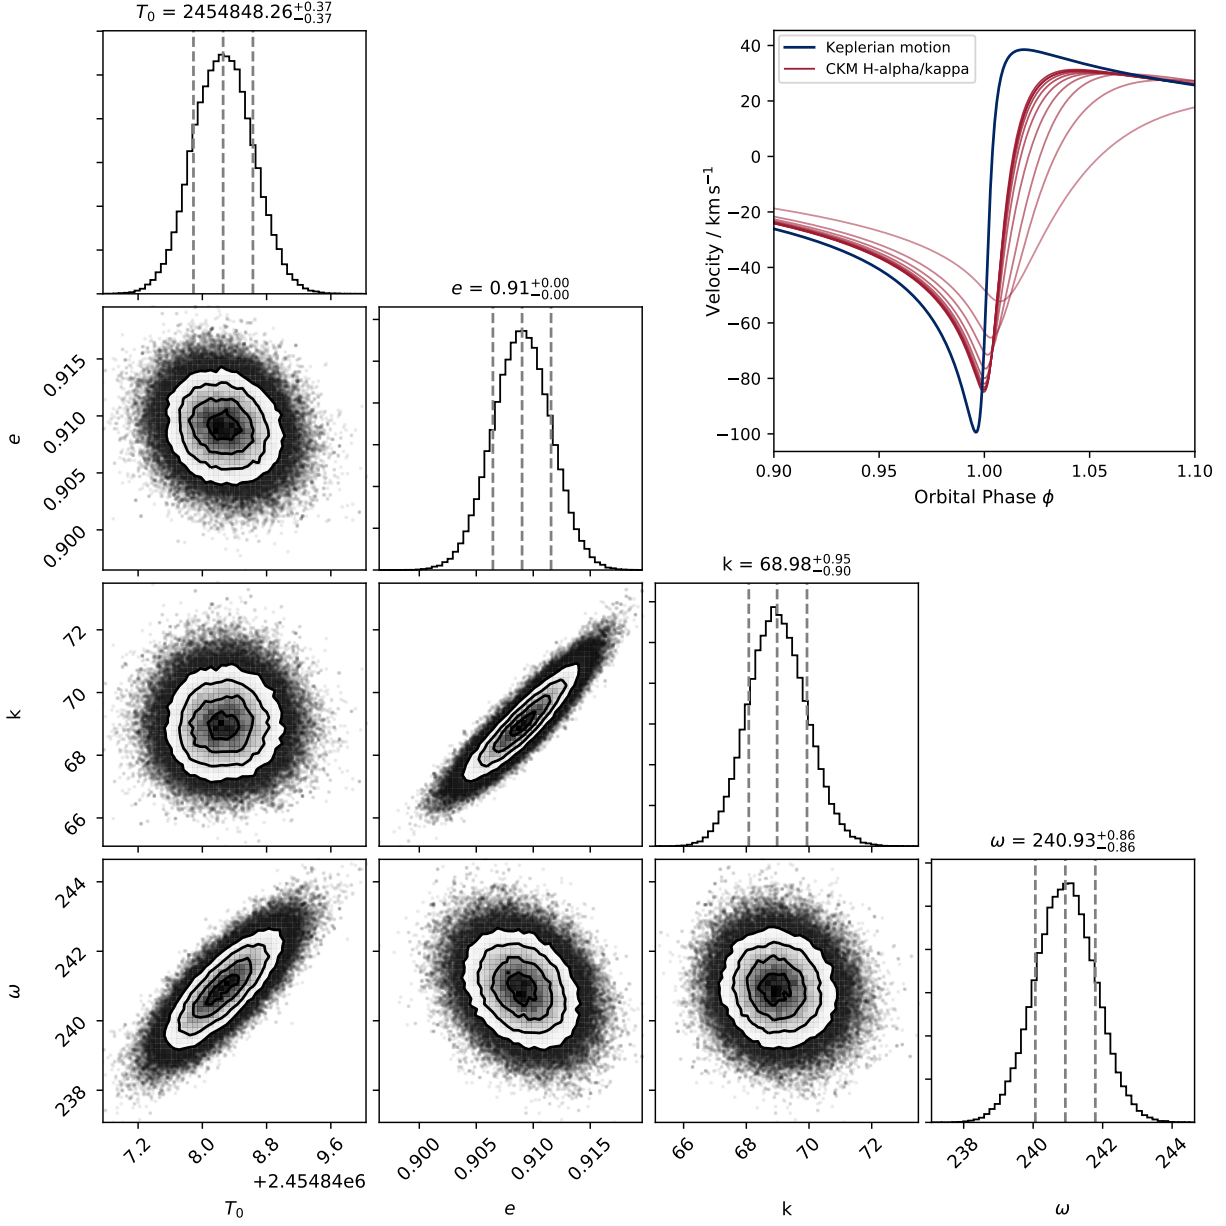 T₀ = 2454848.26+0.37−0.37
40
Keplerian motion
CKM H-alpha/kappa
20
0
−20
−40
−60
−80
−100
Velocity / km s⁻¹
0.90 0.95 1.00 1.05 1.10
Orbital Phase ϕ
e = 0.91+0.00−0.00
0.915
0.910
0.905
0.900
e
k = 68.98+0.95−0.90
72
70
68
66
k
ω = 240.93+0.86−0.86
244
242
240
238
ω
7.2 8.0 8.8 9.6
+2.45484e6
T₀
0.900 0.905 0.910 0.915
e
66 68 70 72
k
238 240 242 244
ω